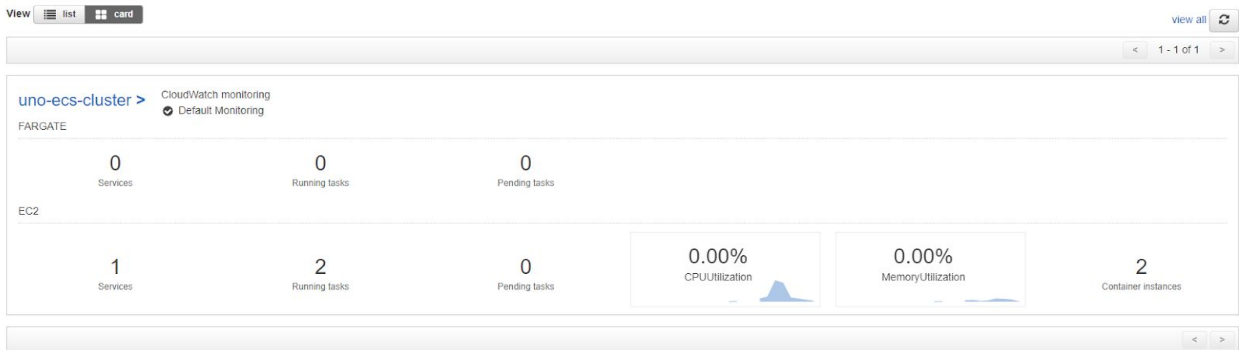 View list card
view all
< 1 - 1 of 1 >
uno-ecs-cluster > CloudWatch monitoring
Default Monitoring
FARGATE
0 0 0
Services Running tasks Pending tasks
EC2
1 2 0 0.00% 0.00% 2
Services Running tasks Pending tasks CPUUtilization MemoryUtilization Container instances
< >